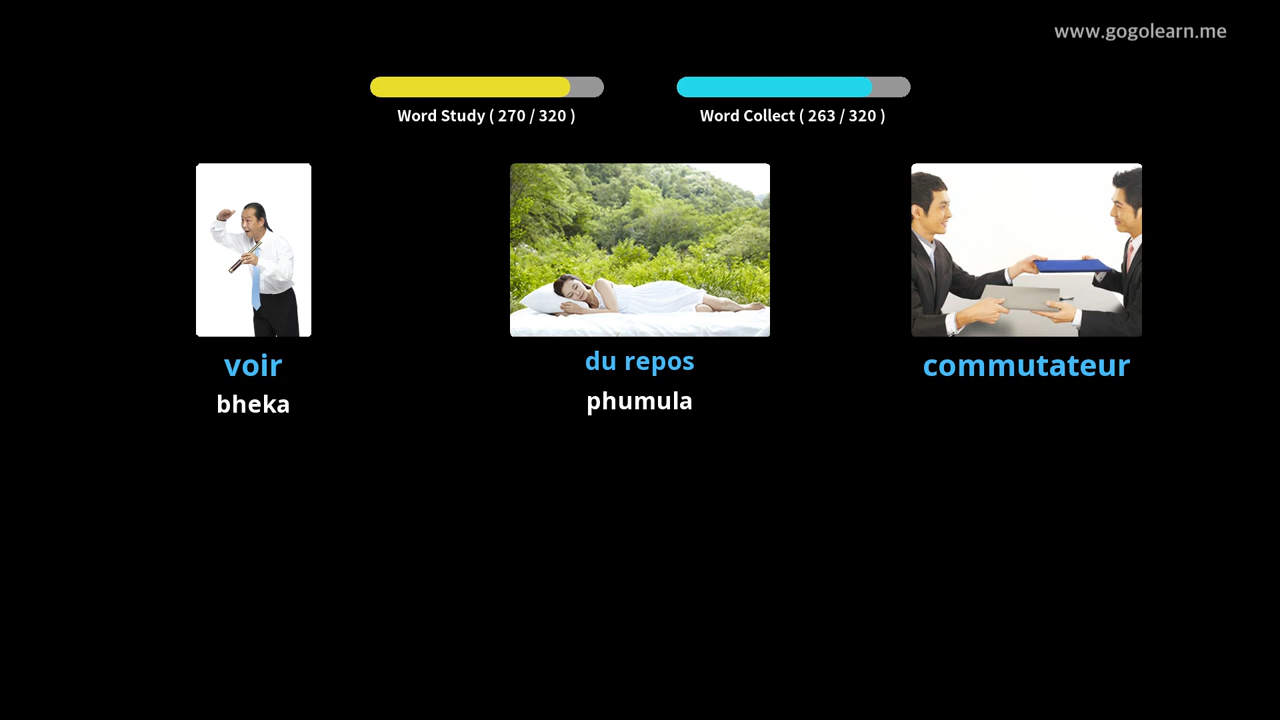 www.gogolearn.me
Word Study ( 270 / 320 )
Word Collect ( 263 / 320 )
voir
bheka
du repos
phumula
commutateur